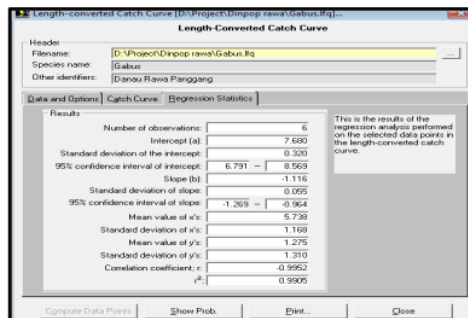 Length-converted Catch Curve [D:\Project\Dinpop rawa\Gabus.lfq]...
Length-Converted Catch Curve
Header
Filename: D:\Project\Dinpop rawa\Gabus.lfq ...
Species name: Gabus
Other identifiers: Danau Rawa Panggang
Data and Options Catch Curve Regression Statistics
Results
Number of observations: 6
Intercept (a): 7.680
Standard deviation of the intercept: 0.320
95% confidence interval of intercept: 6.791 - 8.569
Slope (b): -1.116
Standard deviation of slope: 0.055
95% confidence interval of slope: -1.269 - -0.964
Mean value of x's: 5.738
Standard deviation of x's: 1.168
Mean value of y's: 1.275
Standard deviation of y's: 1.310
Correlation coefficient; r: -0.9952
r²: 0.9905
This is the results of the
regression analysis performed
on the selected data points in
the length-converted catch
curve.
Compute Data Points Show Prob. Print... Close